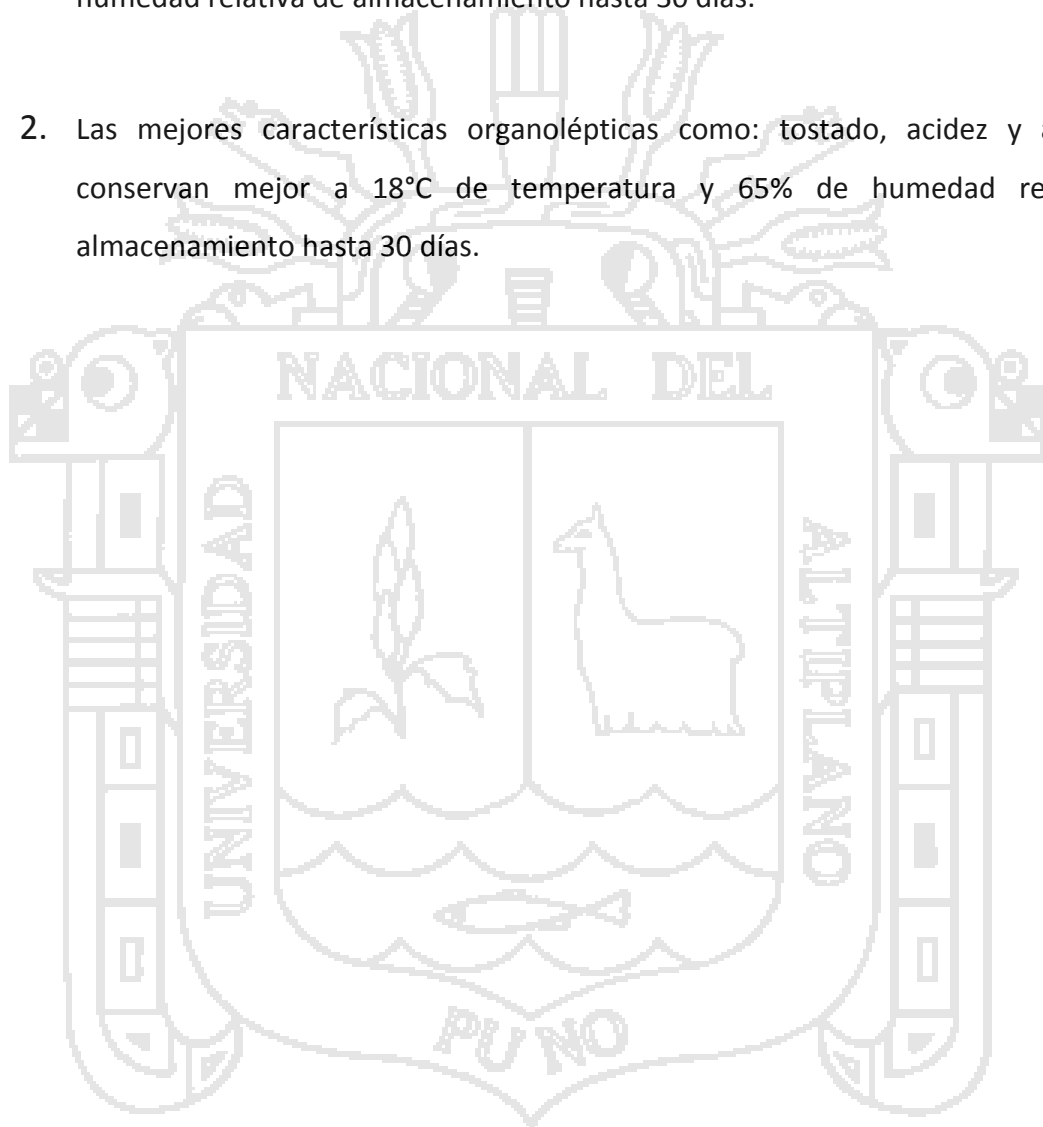 humedad relativa de almacenamiento hasta 30 días.
2. Las mejores características organolépticas como: tostado, acidez y
conservan mejor a 18°C de temperatura y 65% de humedad
almacenamiento hasta 30 días.
NACIONAL DEL
UNIVERSIDAD
ALTIPLANO
PUNO